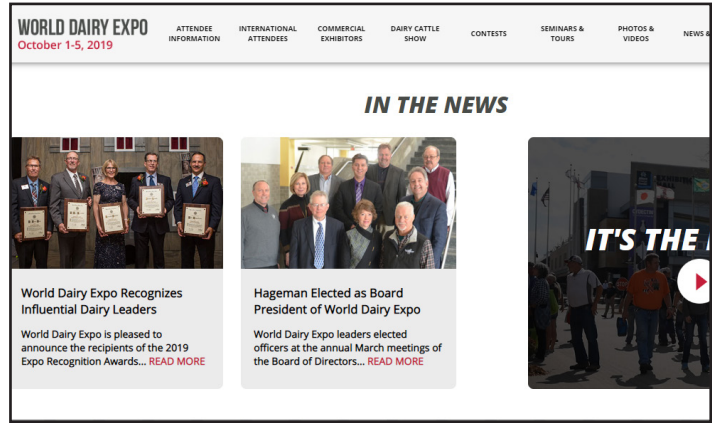 WORLD DAIRY EXPO
October 1-5, 2019
ATTENDEE
INFORMATION
INTERNATIONAL
ATTENDEES
COMMERCIAL
EXHIBITORS
DAIRY CATTLE
SHOW
CONTESTS
SEMINARS &
TOURS
PHOTOS &
VIDEOS
NEWS &
IN THE NEWS
World Dairy Expo Recognizes
Influential Dairy Leaders
World Dairy Expo is pleased to
announce the recipients of the 2019
Expo Recognition Awards... READ MORE
Hageman Elected as Board
President of World Dairy Expo
World Dairy Expo leaders elected
officers at the annual March meetings of
the Board of Directors... READ MORE
IT'S THE